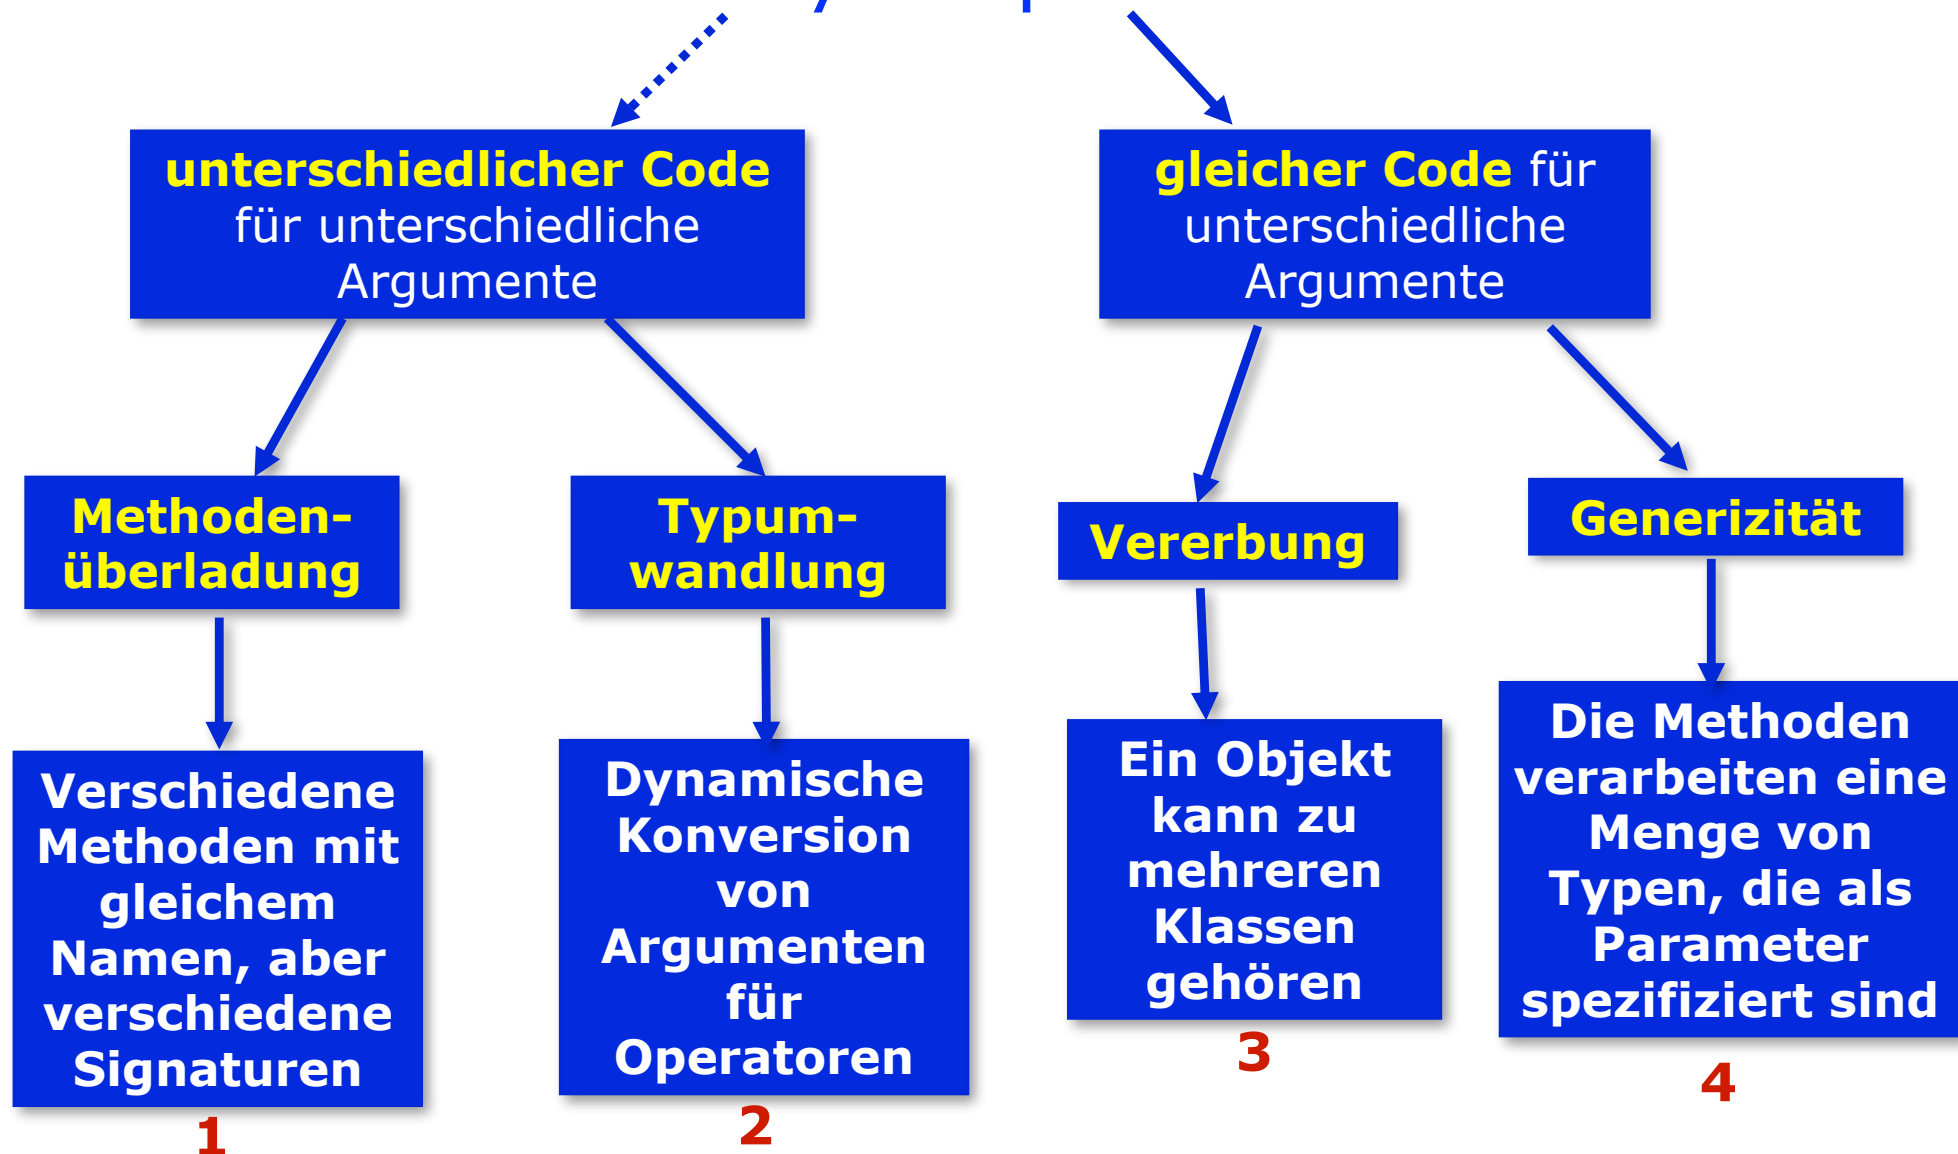 unterschiedlicher Code
für unterschiedliche
Argumente
gleicher Code für
unterschiedliche
Argumente
Methoden-
überladung
Typum-
wandlung
Vererbung
Generizität
Verschiedene
Methoden mit
gleichem
Namen, aber
verschiedene
Signaturen
1
Dynamische
Konversion
von
Argumenten
für
Operatoren
2
Ein Objekt
kann zu
mehreren
Klassen
gehören
3
Die Methoden
verarbeiten eine
Menge von
Typen, die als
Parameter
spezifiziert sind
4